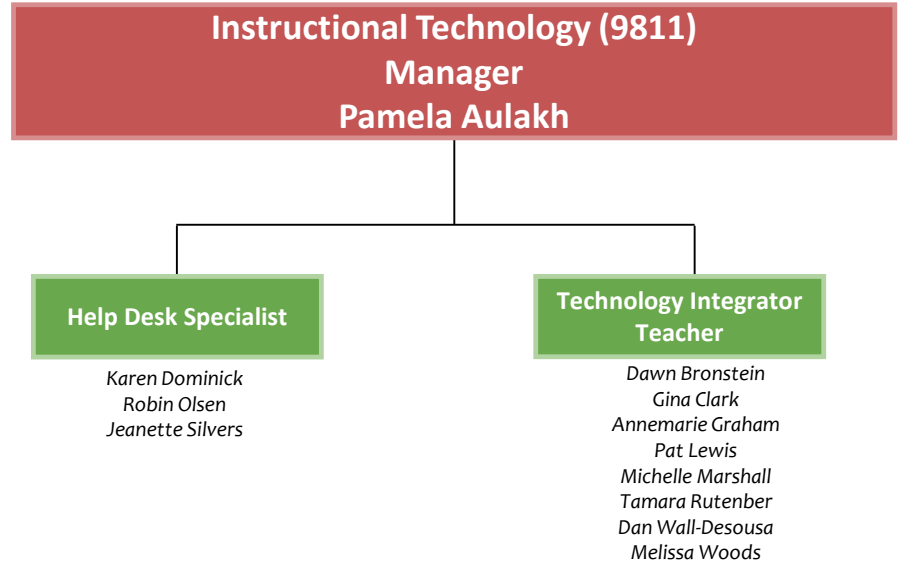 Instructional Technology (9811)
Manager
Pamela Aulakh
Help Desk Specialist
Karen Dominick
Robin Olsen
Jeanette Silvers
Technology Integrator
Teacher
Dawn Bronstein
Gina Clark
Annemarie Graham
Pat Lewis
Michelle Marshall
Tamara Rutenber
Dan Wall-Desousa
Melissa Woods